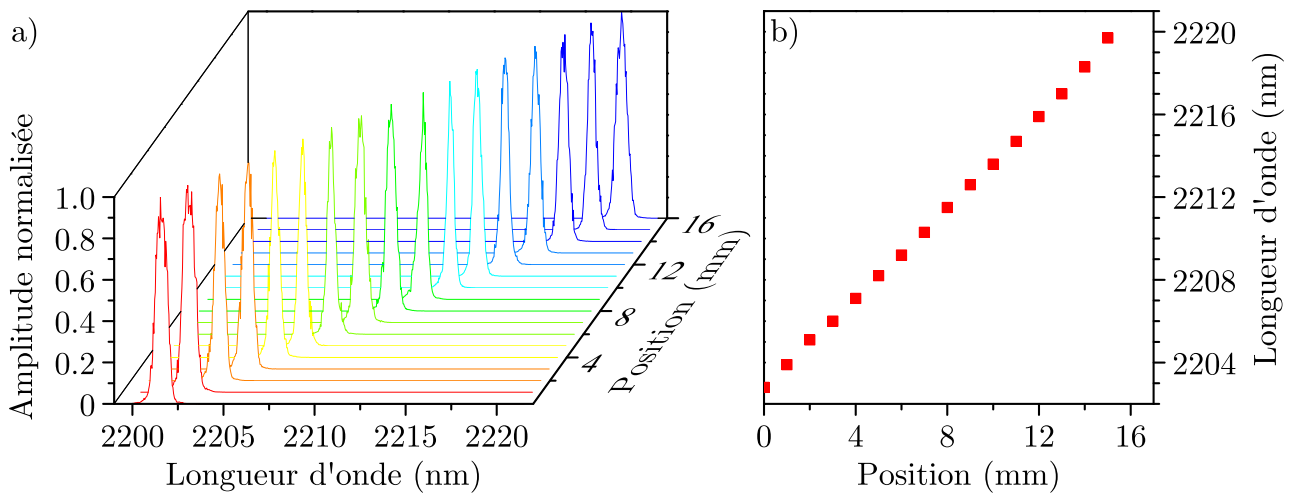 a)
Amplitude normalisée
1.0
0.8
0.6
0.4
0.2
0
2200 2205 2210 2215 2220
Longueur d'onde (nm)
16
12
8
4
Position (mm)
b)
2220
2216
2212
2208
2204
Longueur d'onde (nm)
0 4 8 12 16
Position (mm)